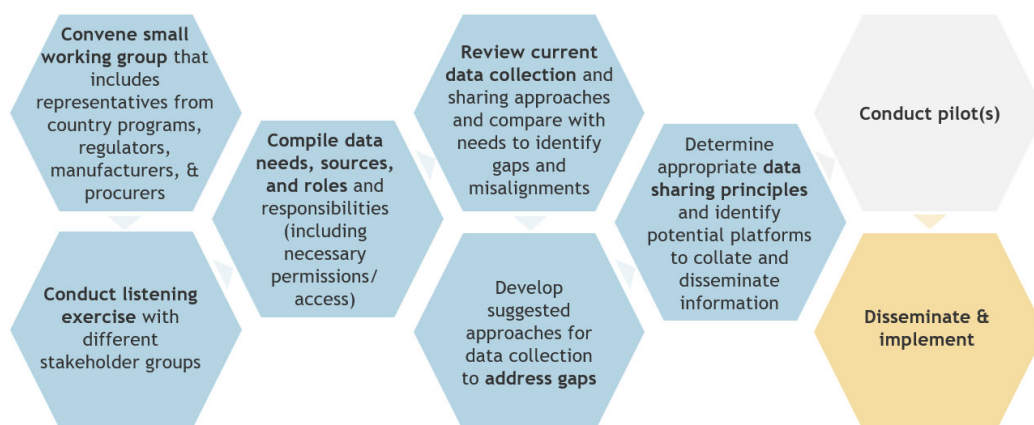 Convene small
working group that
includes
representatives from
country programs,
regulators,
manufacturers, &
procurers
Conduct listening
exercise with
different
stakeholder groups
Compile data
needs, sources,
and roles and
responsibilities
(including
necessary
permissions/
access)
Review current
data collection and
sharing approaches
and compare with
needs to identify
gaps and
misalignments
Develop
suggested
approaches for
data collection
to address gaps
Determine
appropriate data
sharing principles
and identify
potential platforms
to collate and
disseminate
information
Conduct pilot(s)
Disseminate &
implement